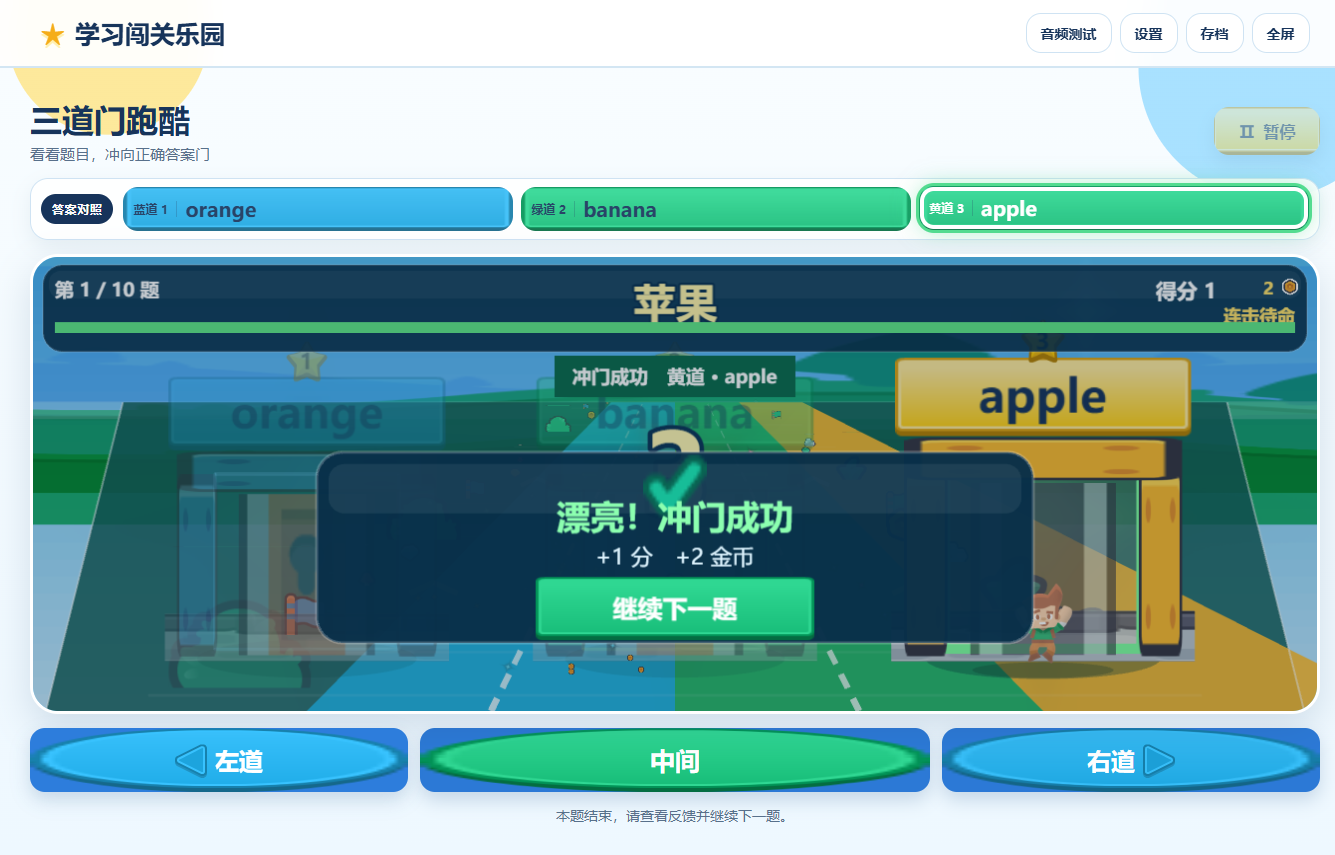 学习闯关乐园
音频测试
设置
存档
全屏
三道门跑酷
看看题目，冲向正确答案门
暂停
答案对照
蓝道 1 orange
绿道 2 banana
黄道 3 apple
第 1 / 10 题
苹果
得分 1
2
连击待命
冲门成功 黄道 • apple
1
3
orange
banana
apple
漂亮！冲门成功
+1 分 +2 金币
继续下一题
左道
中间
右道
本题结束，请查看反馈并继续下一题。